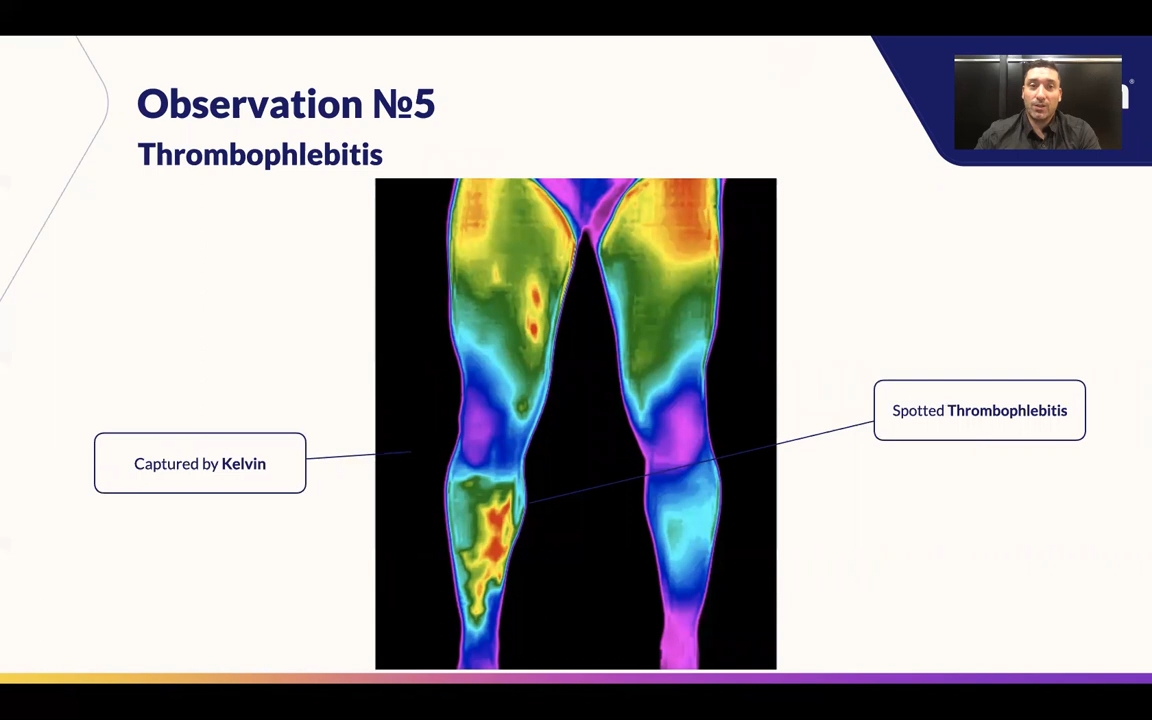 Observation №5
Thrombophlebitis
Spotted Thrombophlebitis
Captured by Kelvin